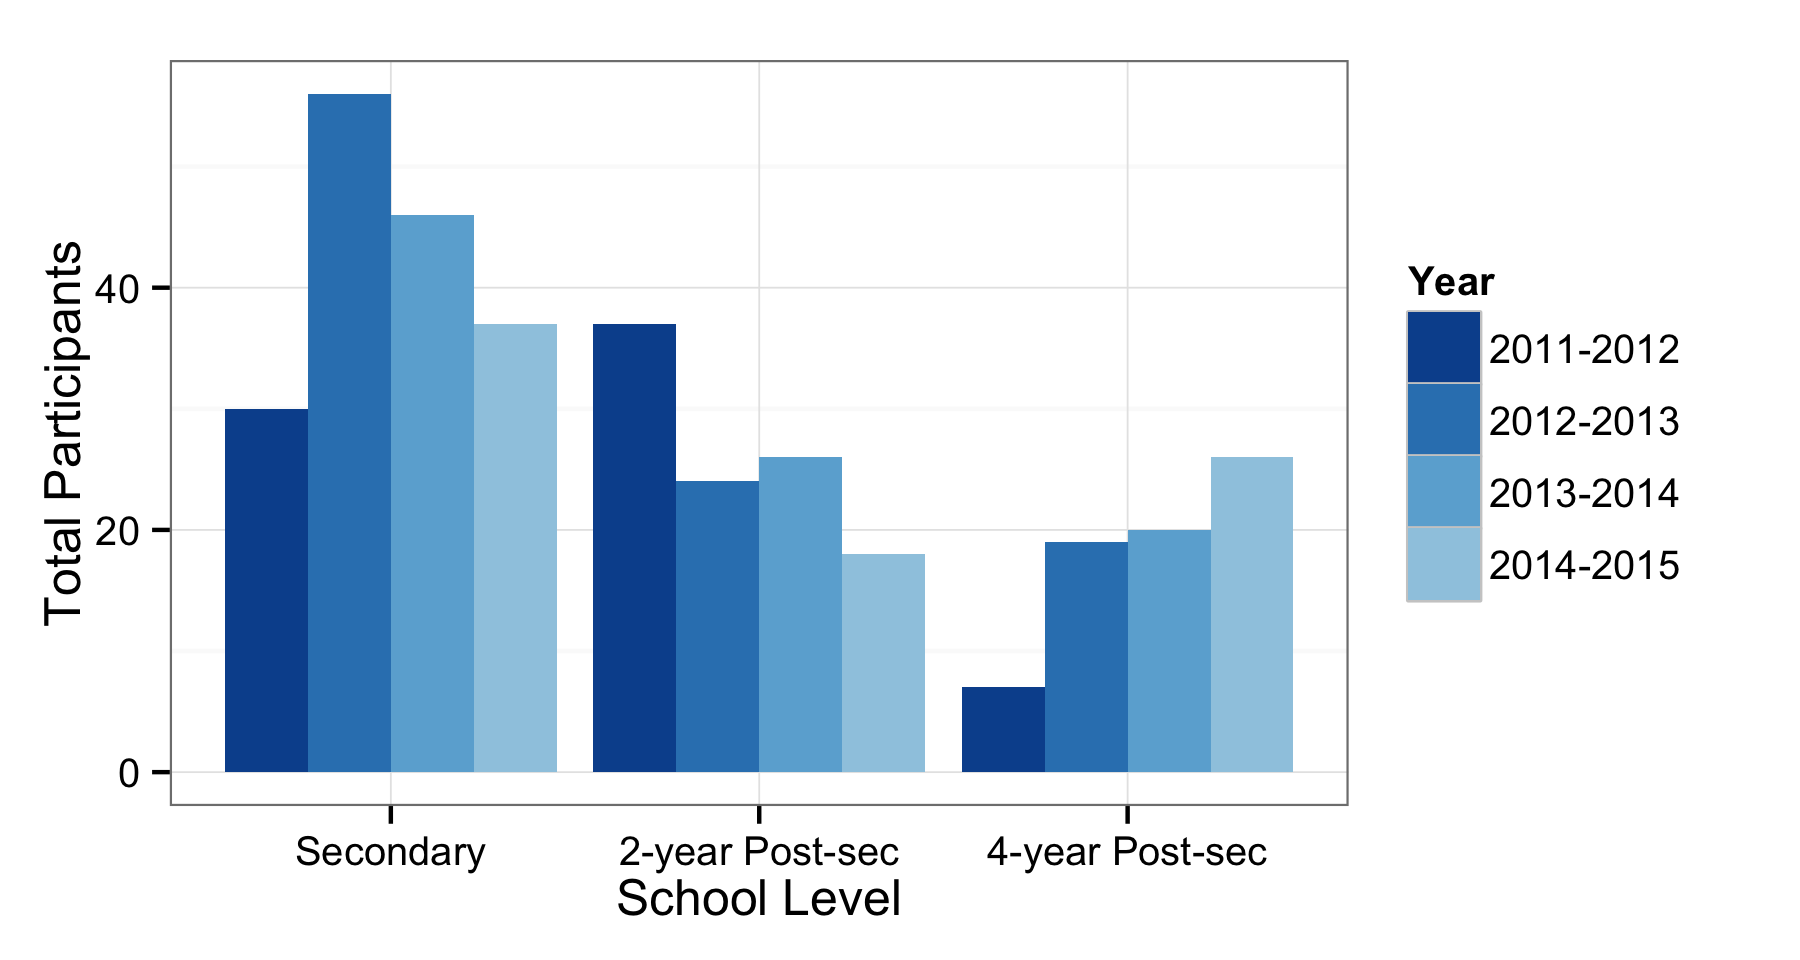 Total Participants
40
20
0
Secondary
2-year Post-sec
4-year Post-sec
School Level
Year
2011-2012
2012-2013
2013-2014
2014-2015